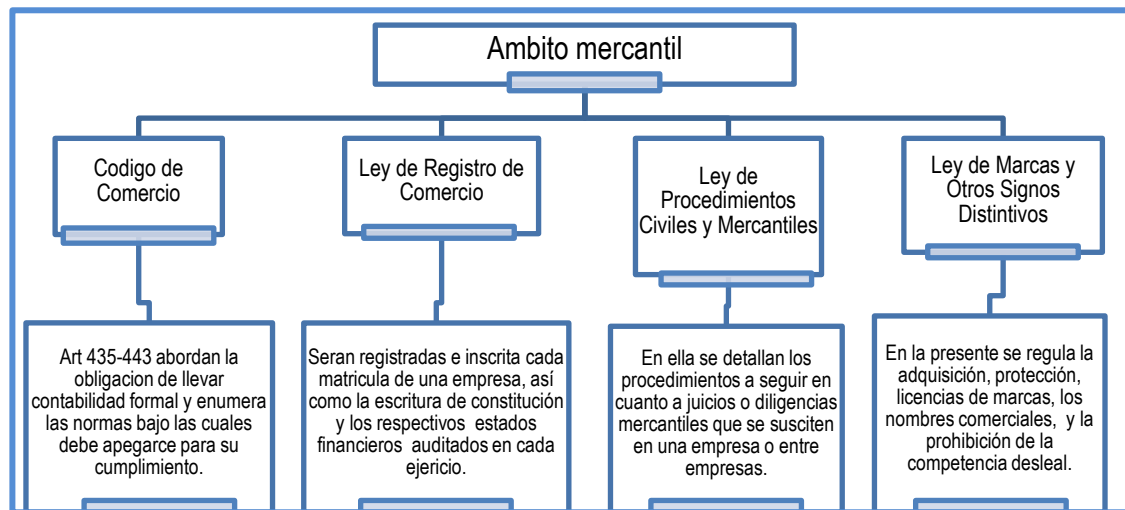 Ambito mercantil
Codigo de
Comercio
Ley de Registro de
Comercio
Ley de
Procedimientos
Civiles y Mercantiles
Ley de Marcas y
Otros Signos
Distintivos
Art 435-443 abordan la
obligacion de llevar
contabilidad formal y enumera
las normas bajo las cuales
debe apegarce para su
cumplimiento.
Seran registradas e inscrita cada
matricula de una empresa, así
como la escritura de constitución
y los respectivos estados
financieros auditados en cada
ejericio.
En ella se detallan los
procedimientos a seguir en
cuanto a juicios o diligencias
mercantiles que se susciten
en una empresa o entre
empresas.
En la presente se regula la
adquisición, protección,
licencias de marcas, los
nombres comerciales, y la
prohibición de la
competencia desleal.